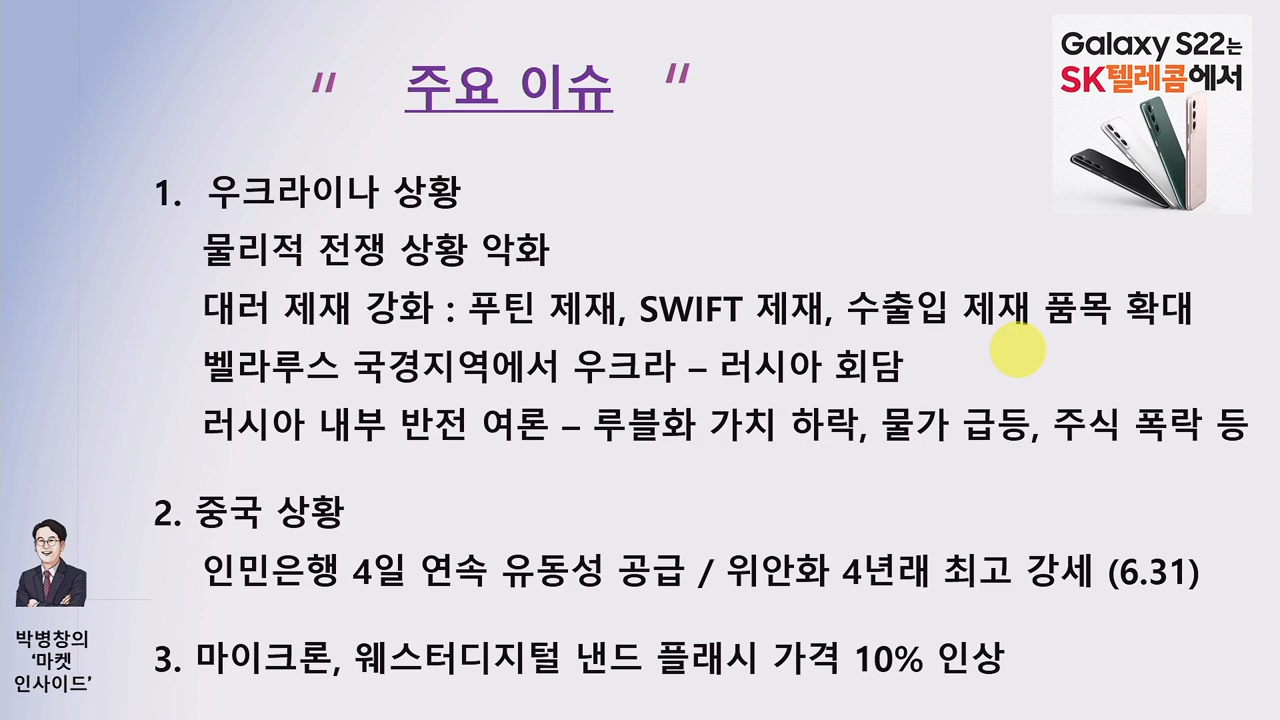 " 주요 이슈 "
Galaxy S22는
SK텔레콤에서
1. 우크라이나 상황
물리적 전쟁 상황 악화
대러 제재 강화 : 푸틴 제재, SWIFT 제재, 수출입 제재 품목 확대
벨라루스 국경지역에서 우크라 – 러시아 회담
러시아 내부 반전 여론 – 루블화 가치 하락, 물가 급등, 주식 폭락 등
2. 중국 상황
인민은행 4일 연속 유동성 공급 / 위안화 4년래 최고 강세 (6.31)
3. 마이크론, 웨스터디지털 낸드 플래시 가격 10% 인상
박병창의
‘마켓
인사이드’